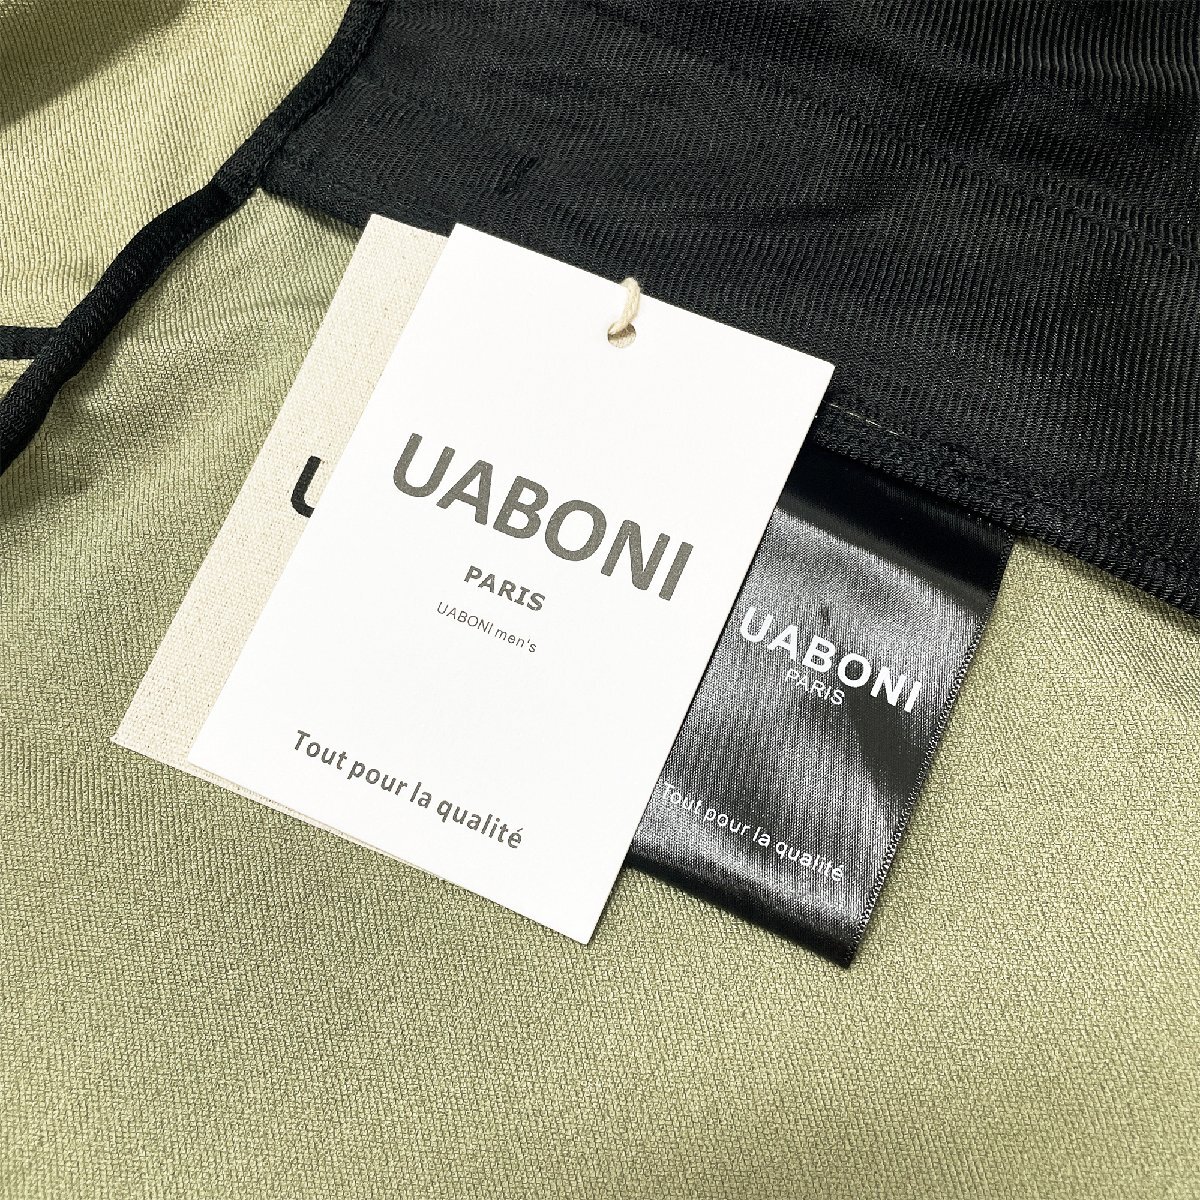 UABONI
PARIS
UABONI men's
Tout pour la qualité
U
UABONI
PARIS
Tout pour la qualité